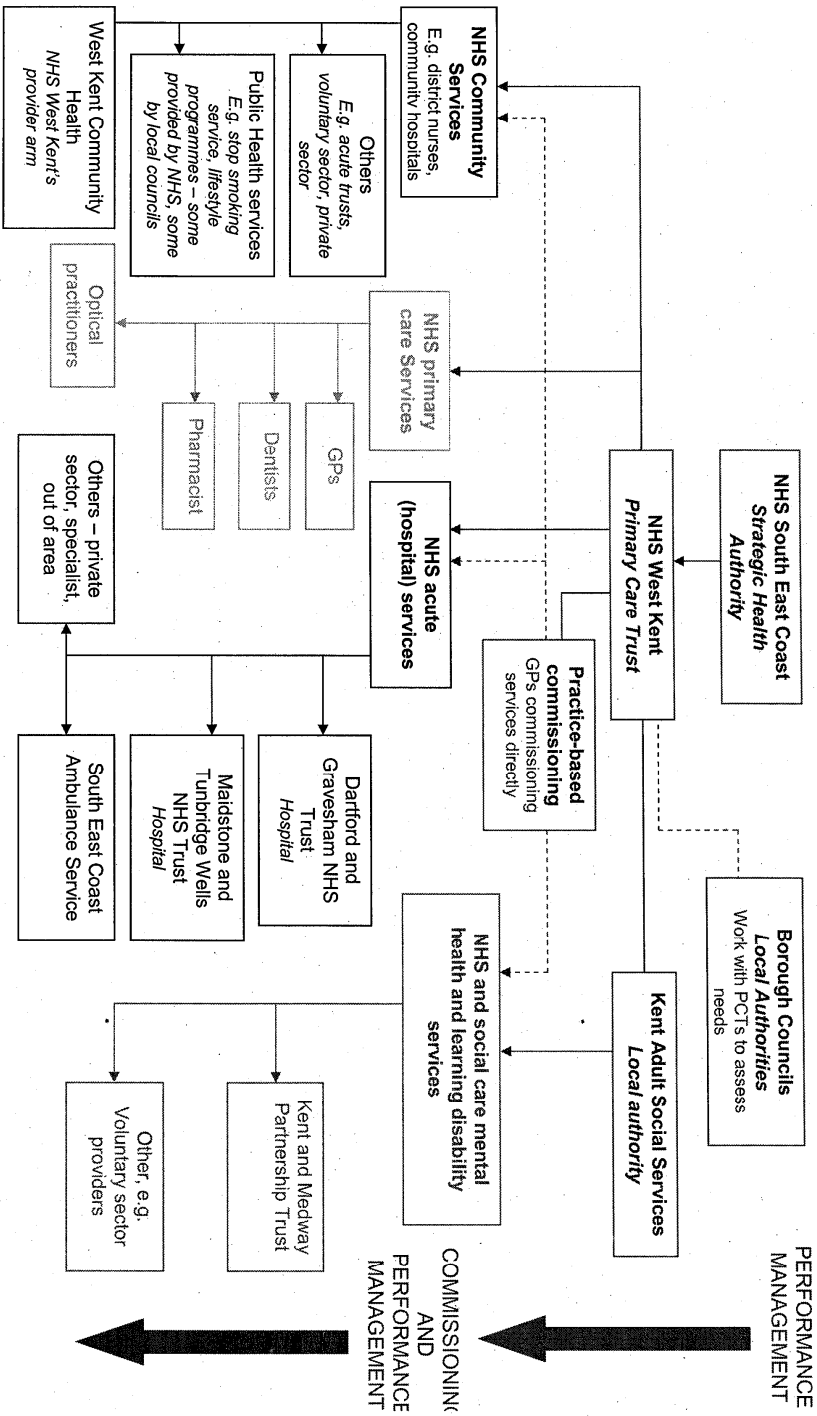 PERFORMANCE
MANAGEMENT
NHS South East Coast
Strategic Health
Authority
Borough Councils
Local Authorities
Work with PCTs to assess
needs
NHS West Kent
Primary Care Trust
Kent Adult Social Services
Local authority
Practice-based
commissioning
GPs commissioning
services directly
COMMISSIONING
AND
PERFORMANCE
MANAGEMENT
NHS Community
Services
E.g. district nurses,
community hospitals
NHS primary
care Services
NHS acute
(hospital) services
NHS and social care mental
health and learning disability
services
Others
E.g. acute trusts,
voluntary sector, private
sector
Public Health services
E.g. stop smoking
service, lifestyle
programmes – some
provided by NHS, some
by local councils
West Kent Community
Health
NHS West Kent's
provider arm
GPs
Dentists
Pharmacist
Optical
practitioners
Dartford and
Gravesham NHS
Trust
Hospital
Maidstone and
Tunbridge Wells
NHS Trust
Hospital
Others – private
sector, specialist,
out of area
South East Coast
Ambulance Service
Kent and Medway
Partnership Trust
Other, e.g.
Voluntary sector
providers